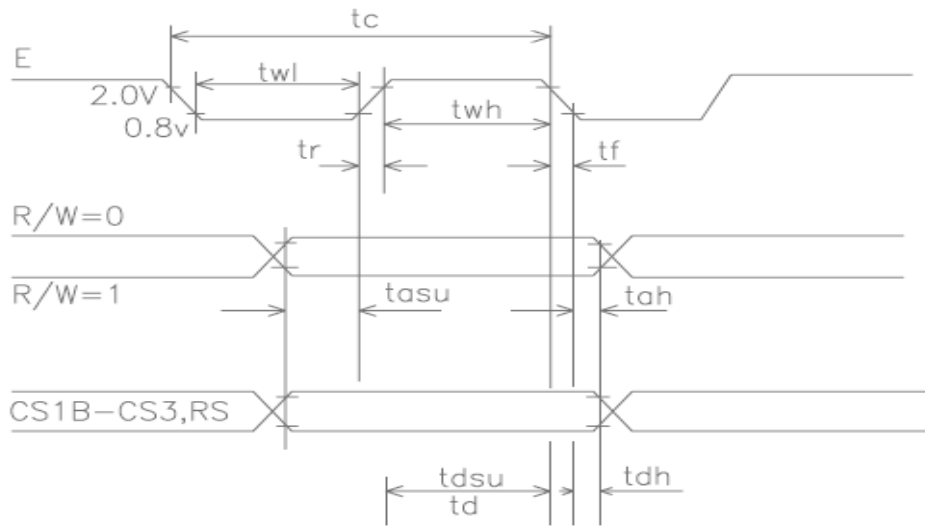 tc
E
twl
2.0V
twh
0.8v
tr
tf
R/W=0
R/W=1
tasu
tah
CS1B-CS3,RS
tdsu
tdh
td